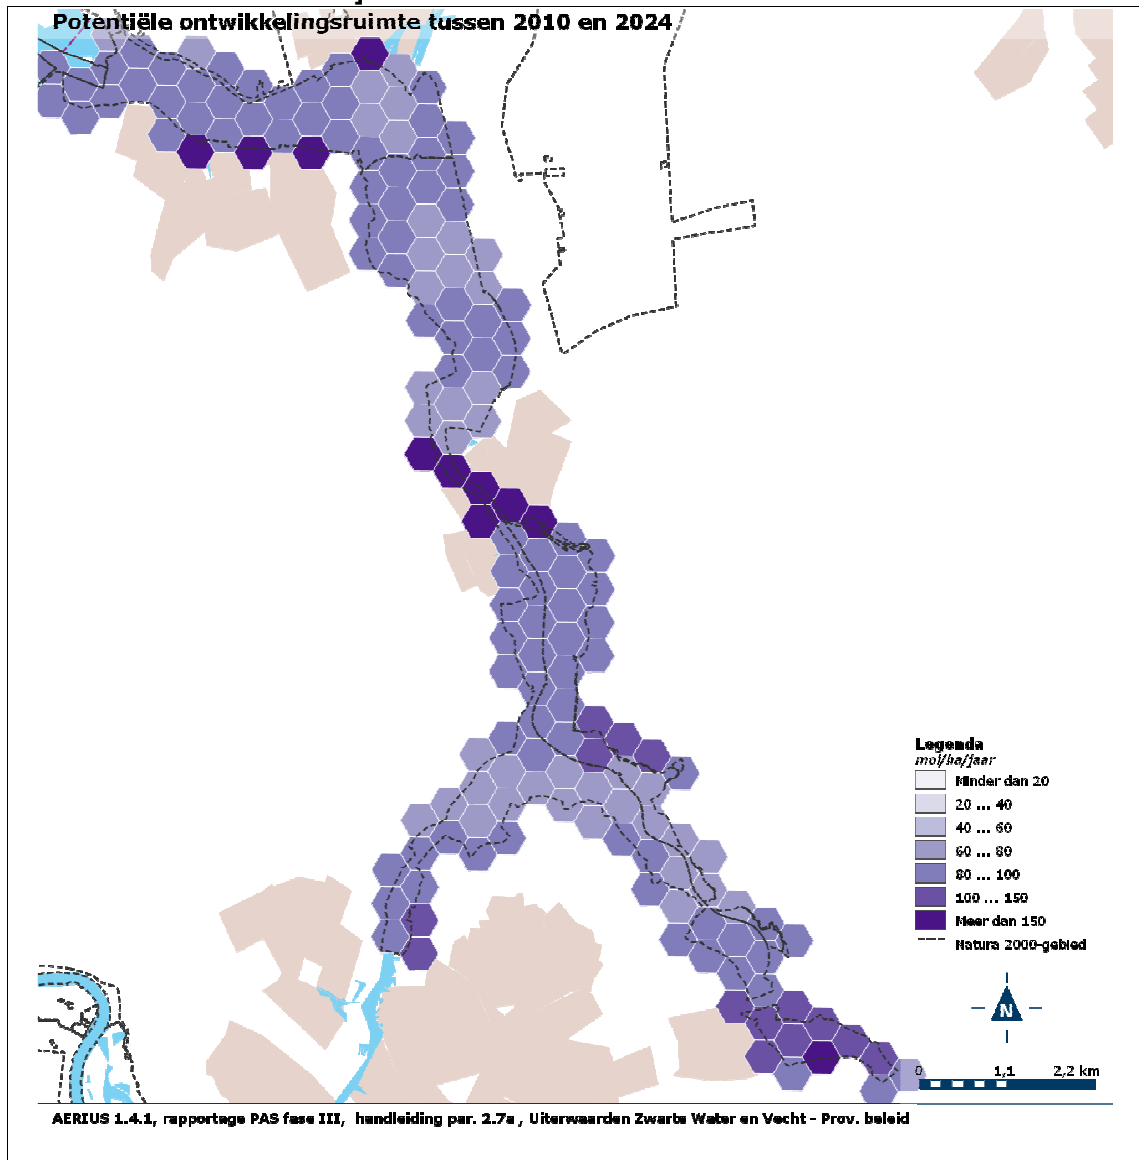 Potentiële ontwikkelingsruimte tussen 2010 en 2024
Legenda
mol/ha/jaar
Minder dan 20
20 ... 40
40 ... 60
60 ... 80
80 ... 100
100 ... 150
Meer dan 150
Natura 2000-gebied
N
0 1,1 2,2 km
AERIUS 1.4.1, rapportage PAS fase III, handleiding par. 2.7a , Uiterwaarden Zwarte Water en Vecht - Prov. beleid